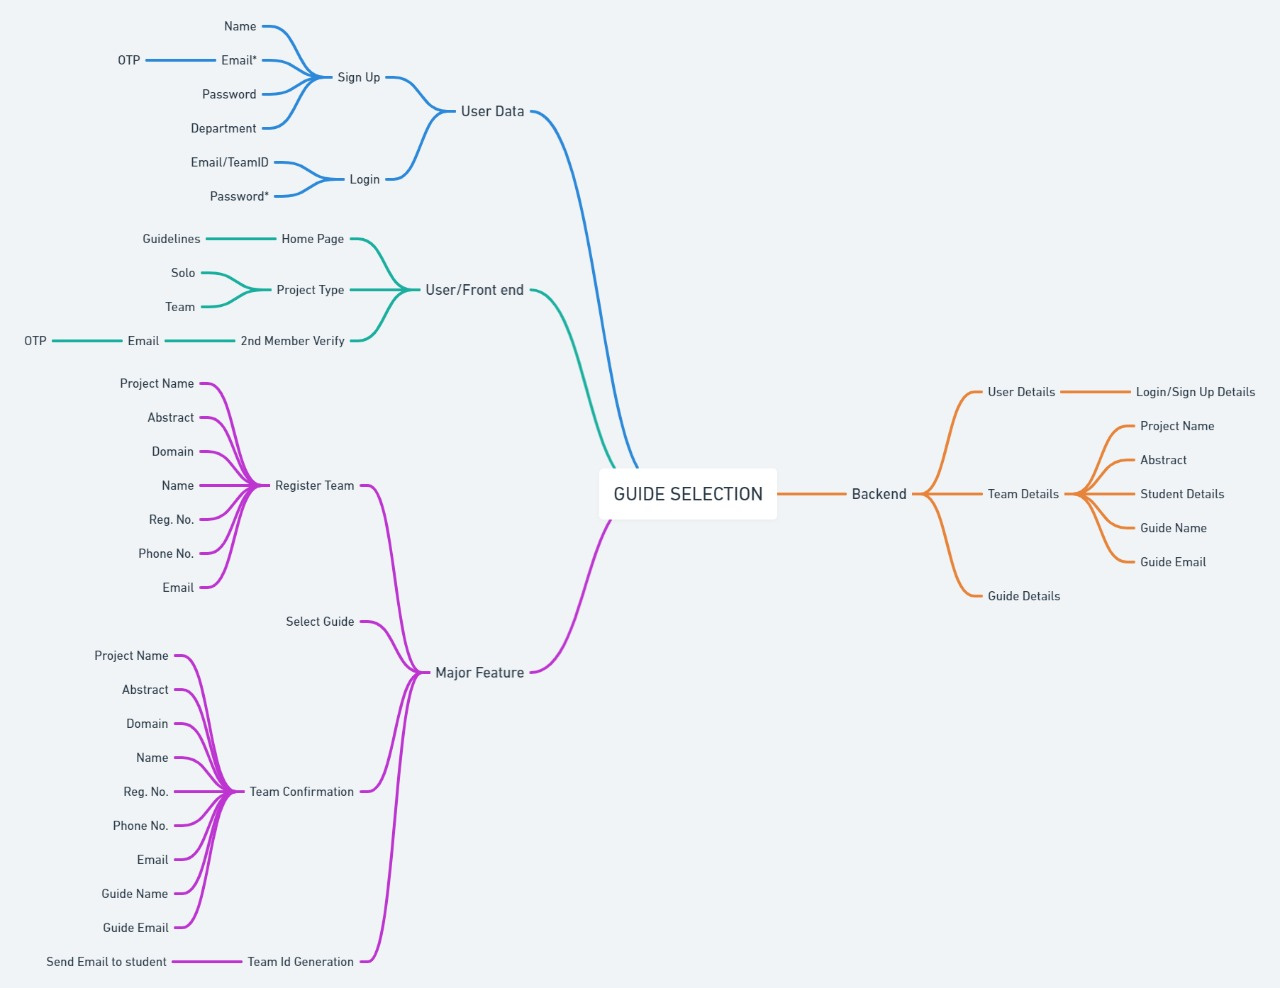 Name
OTP
Email*
Password
Department
Sign Up
Email/TeamID
Password*
Login
User Data
Guidelines
Home Page
Solo
Team
Project Type
OTP
Email
2nd Member Verify
User/Front end
Project Name
Abstract
Domain
Name
Reg. No.
Phone No.
Email
Register Team
Select Guide
Project Name
Abstract
Domain
Name
Reg. No.
Phone No.
Email
Guide Name
Guide Email
Team Confirmation
Send Email to student
Team Id Generation
Major Feature
GUIDE SELECTION
Backend
User Details
Login/Sign Up Details
Team Details
Project Name
Abstract
Student Details
Guide Name
Guide Email
Guide Details